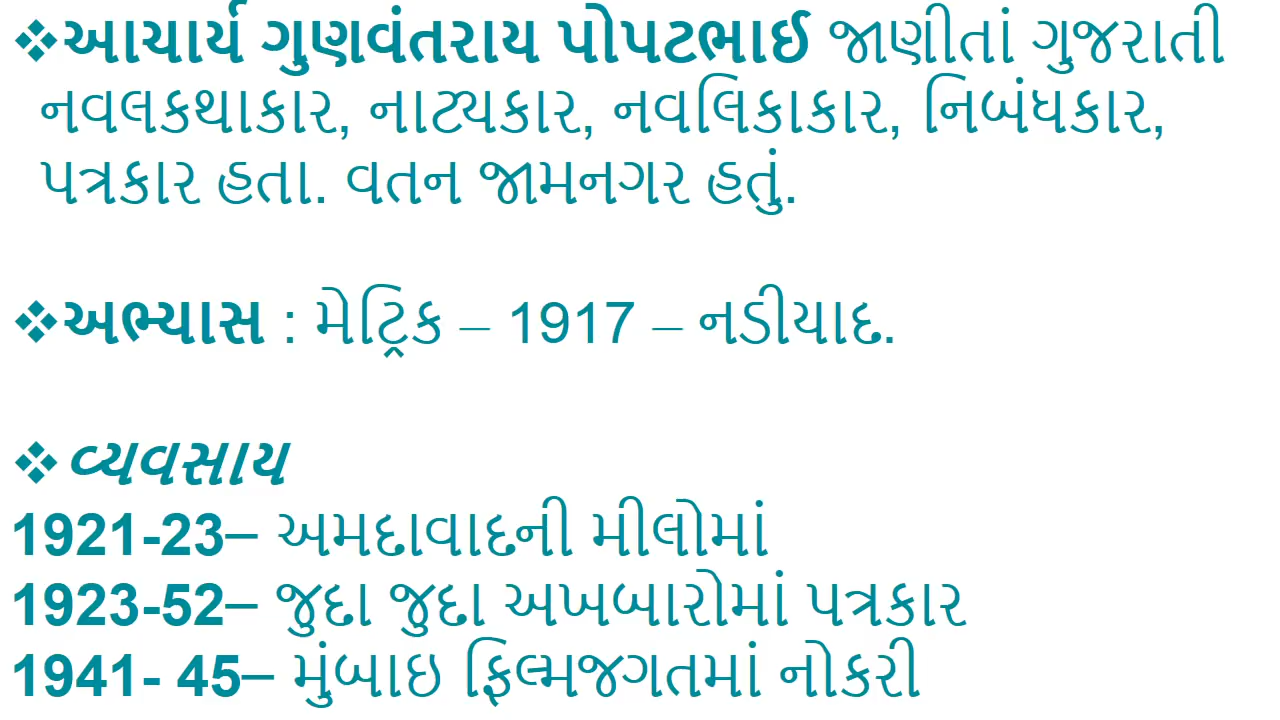 ❖આચાર્ય ગુણવંતરાય પોપટભાઈ જાણીતાં ગુજરાતી
નવલકથાકાર, નાટ્યકાર, નવલિકાકાર, નિબંધકાર,
પત્રકાર હતા. વતન જામનગર હતું.
❖અભ્યાસ : મેટ્રિક – 1917 – નડીયાદ.
❖વ્યવસાય
1921-23– અમદાવાદની મીલોમાં
1923-52– જુદા જુદા અખબારોમાં પત્રકાર
1941- 45– મુંબાઇ ફિલ્મજગતમાં નોકરી